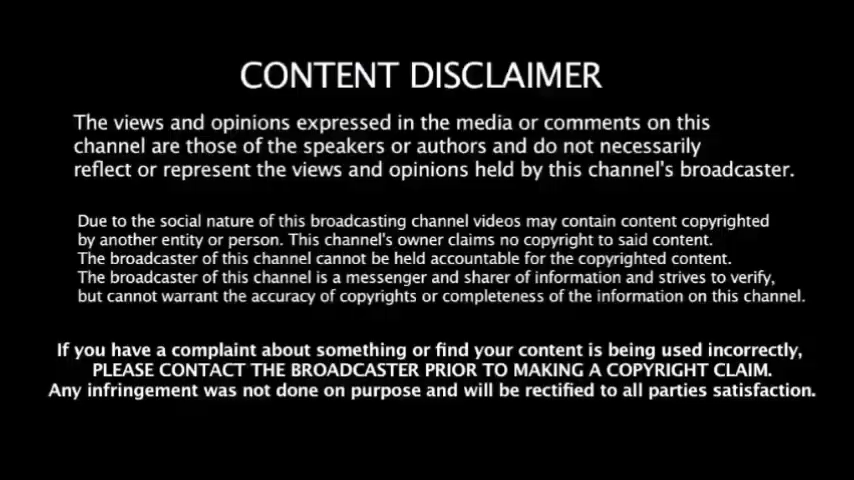 CONTENT DISCLAIMER
The views and opinions expressed in the media or comments on this
channel are those of the speakers or authors and do not necessarily
reflect or represent the views and opinions held by this channel's broadcaster.
Due to the social nature of this broadcasting channel videos may contain content copyrighted
by another entity or person. This channel's owner claims no copyright to said content.
The broadcaster of this channel cannot be held accountable for the copyrighted content.
The broadcaster of this channel is a messenger and sharer of information and strives to verify,
but cannot warrant the accuracy of copyrights or completeness of the information on this channel.
If you have a complaint about something or find your content is being used incorrectly,
PLEASE CONTACT THE BROADCASTER PRIOR TO MAKING A COPYRIGHT CLAIM.
Any infringement was not done on purpose and will be rectified to all parties satisfaction.